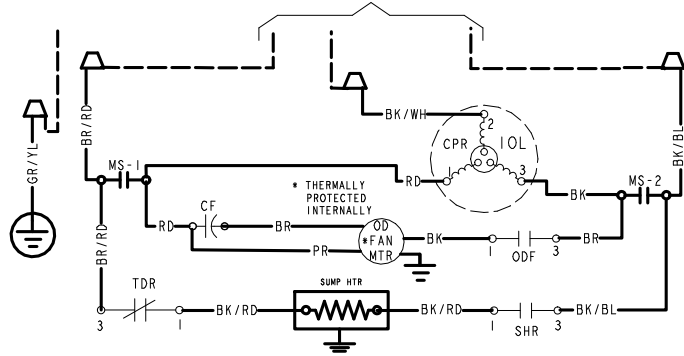 BK/WH
2
CPR
IOL
BR/RD
GR/YL
BK/BL
MS-1
MS-2
1
3
RD
BK
* THERMALLY
PROTECTED
INTERNALLY
CF
RD
BR
OD
*FAN
MTR
PR
BK
BR
1
ODF
3
BR/RD
TDR
SUMP HTR
3
1
BK/RD
BK/RD
1
SHR
3
BK/BL